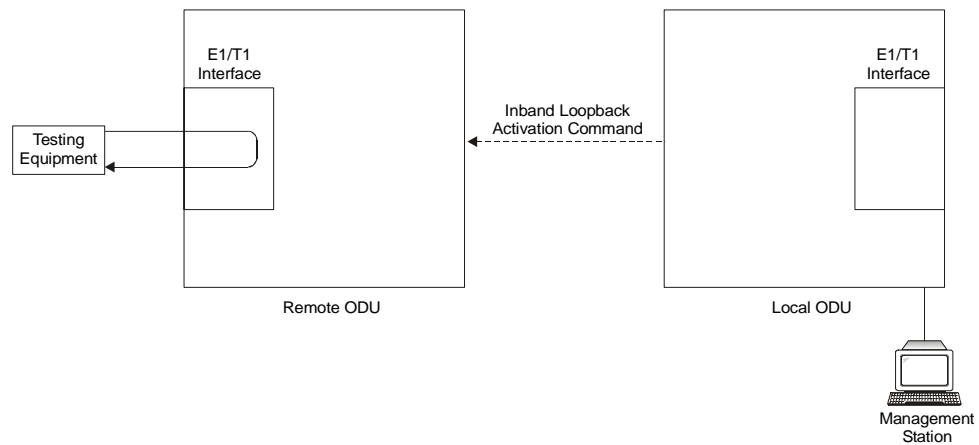 E1/T1
Interface
E1/T1
Interface
Testing
Equipment
Inband Loopback
Activation Command
Remote ODU
Local ODU
Management
Station